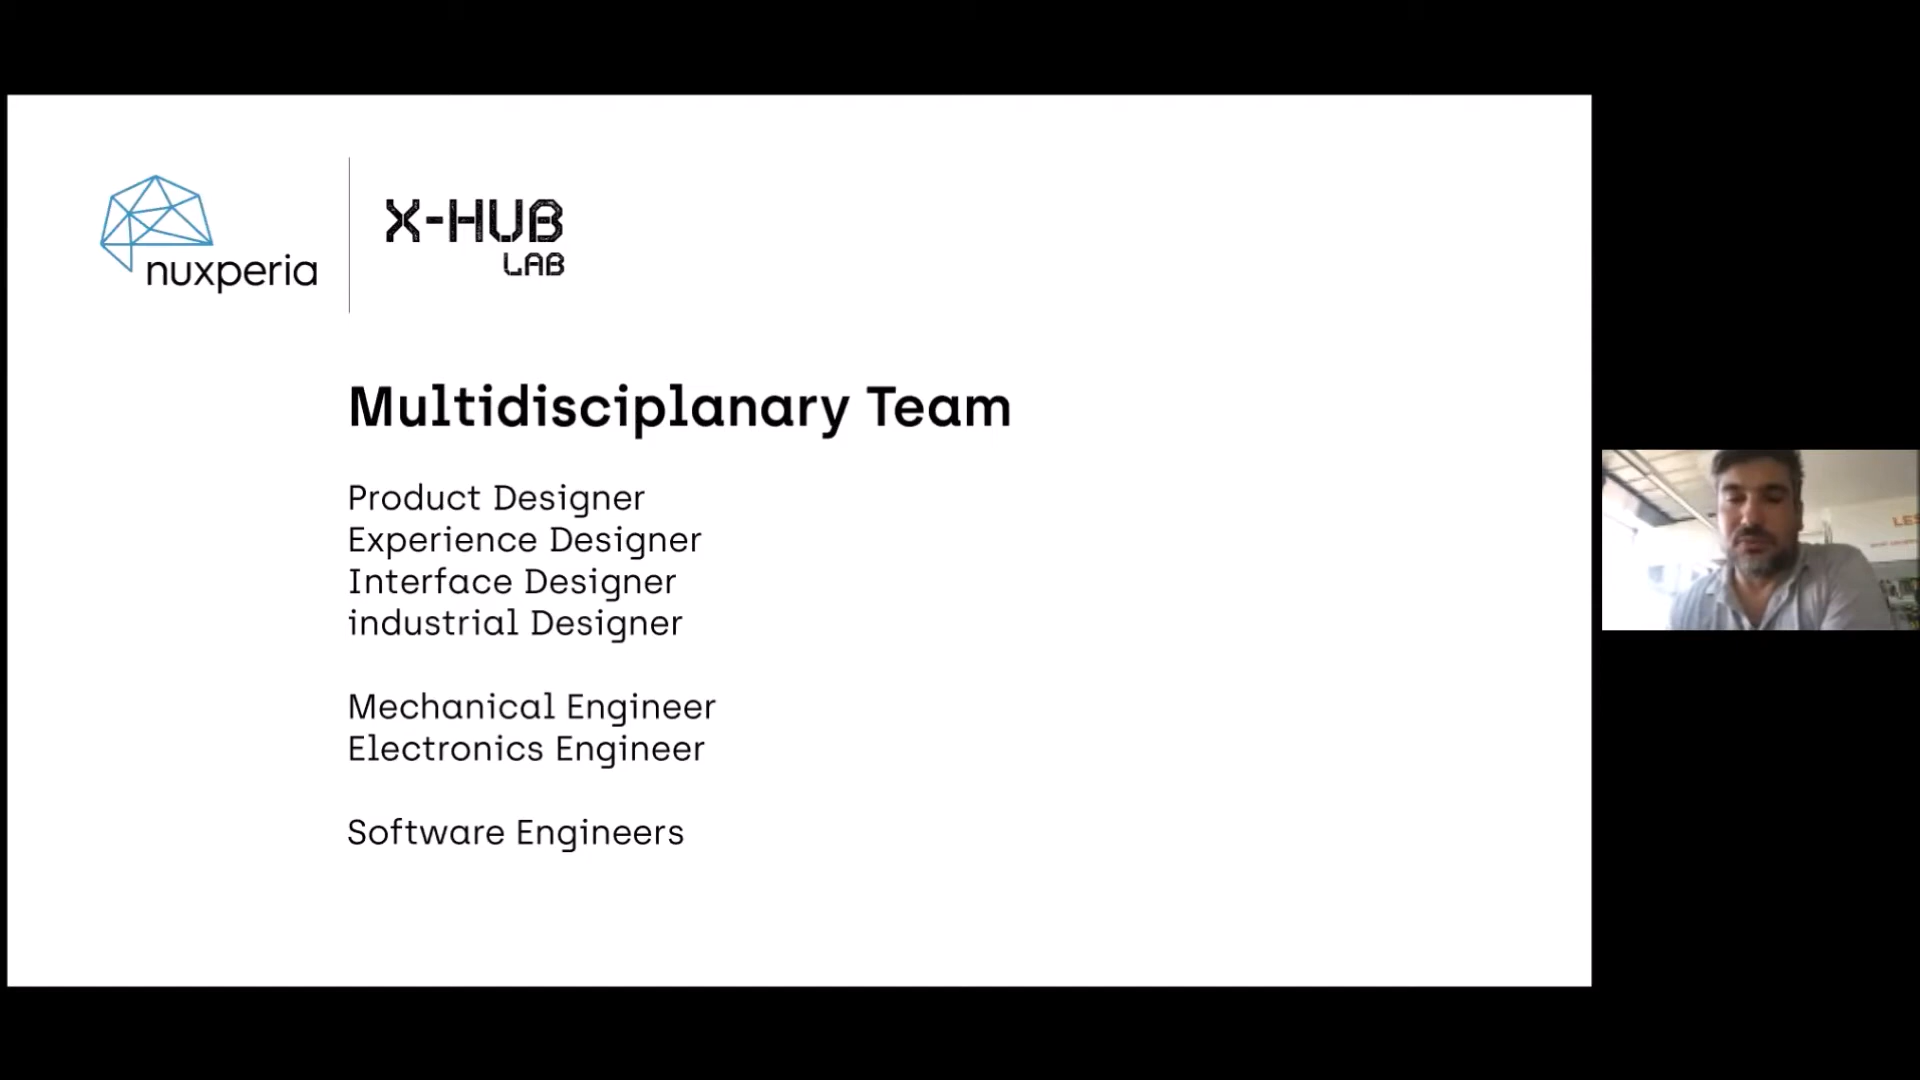 nuxperia
X-HUB
LAB
Multidisciplanary Team
Product Designer
Experience Designer
Interface Designer
industrial Designer
Mechanical Engineer
Electronics Engineer
Software Engineers
LES